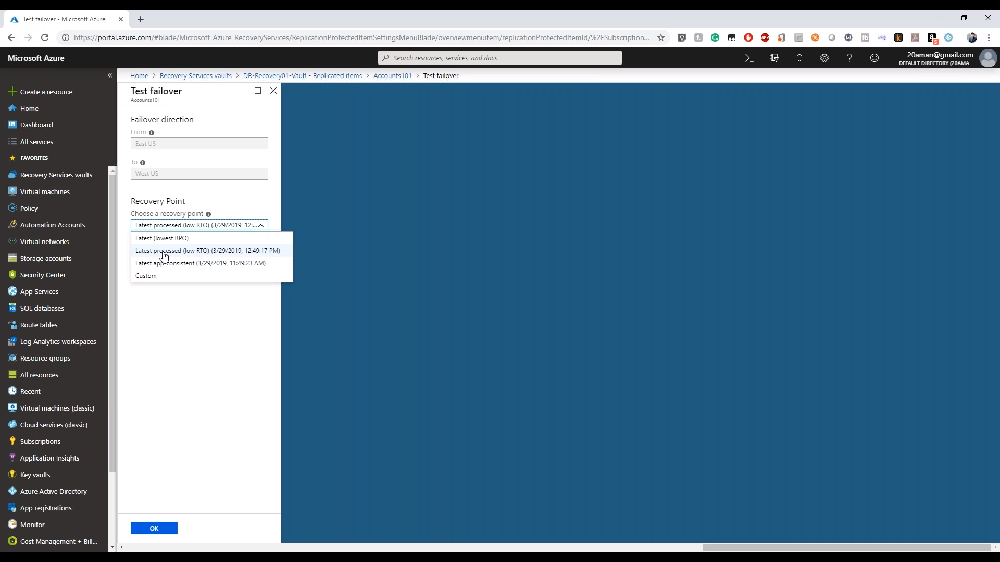 Test failover - Microsoft Azure
https://portal.azure.com/#blade/Microsoft_Azure_RecoveryServices/ReplicationProtectedItemSettingsMenuBlade/overviewmenuitem/replicationProtectedItemId/%2FSubscription...
ABP
5
Microsoft Azure
Search resources, services, and docs
20aman@gmail.com
DEFAULT DIRECTORY (20AMA...
Home > Recovery Services vaults > DR-Recovery01-Vault - Replicated items > Accounts101 > Test failover
Create a resource
Home
Dashboard
All services
FAVORITES
Recovery Services vaults
Virtual machines
Policy
Automation Accounts
Virtual networks
Storage accounts
Security Center
App Services
SQL databases
Route tables
Log Analytics workspaces
Resource groups
All resources
Recent
Virtual machines (classic)
Cloud services (classic)
Subscriptions
Application Insights
Key vaults
Azure Active Directory
App registrations
Monitor
Cost Management + Bill...
Test failover
Accounts101
Failover direction
From
East US
To
West US
Recovery Point
Choose a recovery point
Latest processed (low RTO) (3/29/2019, 12:...
Latest (lowest RPO)
Latest processed (low RTO) (3/29/2019, 12:49:17 PM)
Latest app-consistent (3/29/2019, 11:49:23 AM)
Custom
OK